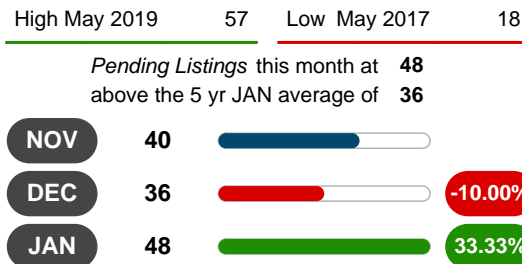 High May 2019 57 Low May 2017 18
Pending Listings this month at 48
above the 5 yr JAN average of 36
NOV 40
DEC 36 -10.00%
JAN 48 33.33%